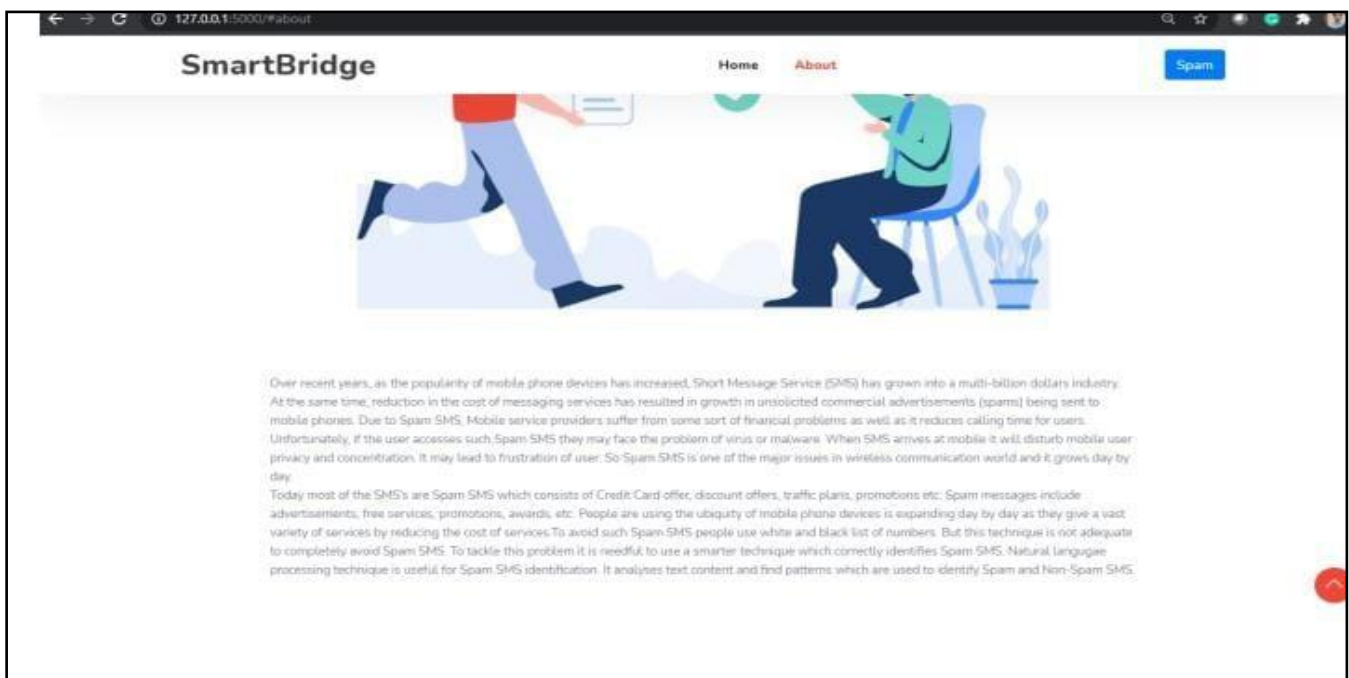 127.0.0.1:5000/#about
SmartBridge
Home
About
Spam
Over recent years, as the popularity of mobile phone devices has increased, Short Message Service (SMS) has grown into a multi-billion dollars industry.
At the same time, reduction in the cost of messaging services has resulted in growth in unsolicited commercial advertisements (spams) being sent to
mobile phones. Due to Spam SMS, Mobile service providers suffer from some sort of financial problems as well as it reduces calling time for users.
Unfortunately, if the user accesses such Spam SMS they may face the problem of virus or malware. When SMS arrives at mobile it will disturb mobile user
privacy and concentration. It may lead to frustration of user. So Spam SMS is one of the major issues in wireless communication world and it grows day by
day.
Today most of the SMS's are Spam SMS which consists of Credit Card offer, discount offers, traffic plans, promotions etc. Spam messages include
advertisements, free services, promotions, awards, etc. People are using the ubiquity of mobile phone devices is expanding day by day as they give a vast
variety of services by reducing the cost of services.To avoid such Spam SMS people use white and black list of numbers. But this technique is not adequate
to completely avoid Spam SMS. To tackle this problem it is needful to use a smarter technique which correctly identifies Spam SMS. Natural langugae
processing technique is useful for Spam SMS identification. It analyses text content and find patterns which are used to identify Spam and Non-Spam SMS.